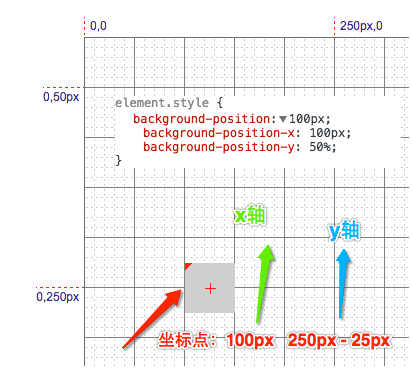 0,0
250px,0
0,50px
element.style {
background-position:▼100px;
background-position-x: 100px;
background-position-y: 50%;
}
x轴
y轴
0,250px
坐标点：100px 250px - 25px